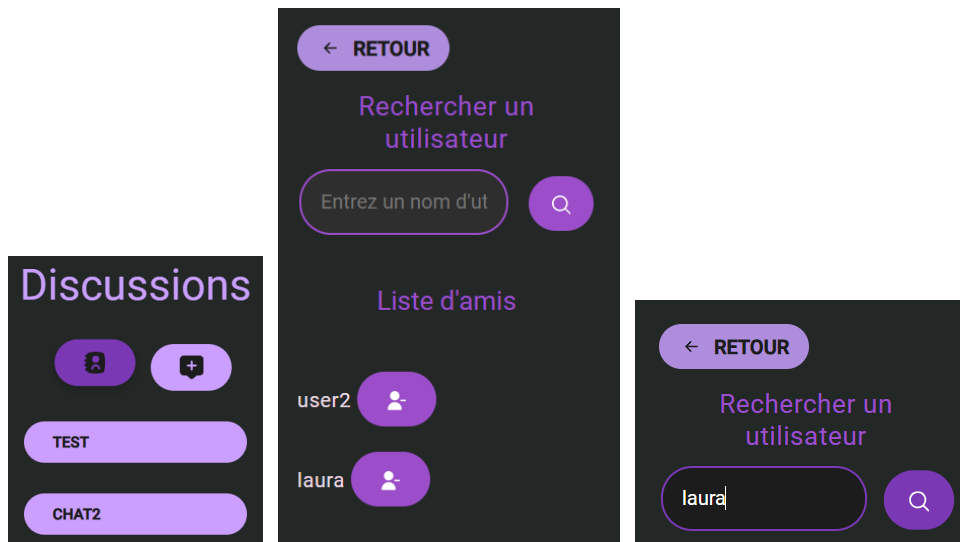 Discussions
TEST
CHAT2
RETOUR
Rechercher un
utilisateur
Entrez un nom d'ut
Liste d'amis
user2
laura
RETOUR
Rechercher un
utilisateur
laura